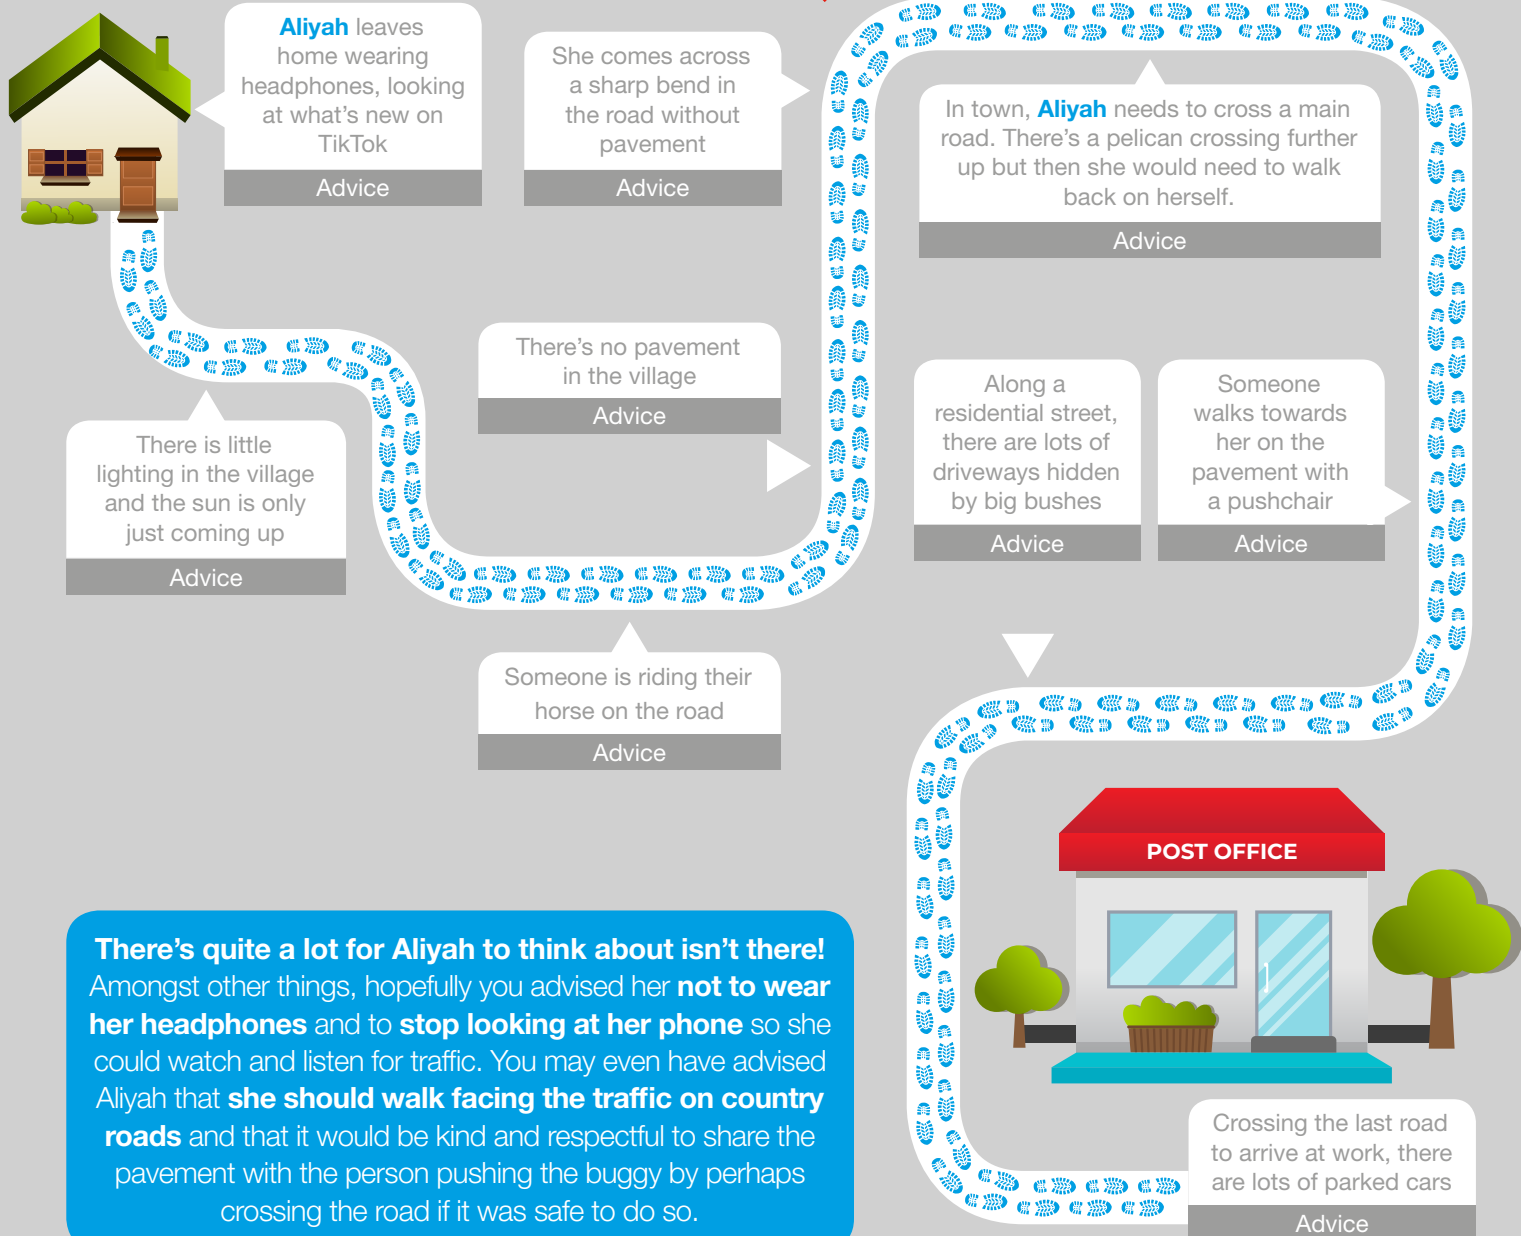 Aliyah leaves
home wearing
headphones, looking
at what's new on
TikTok
Advice
There is little
lighting in the village
and the sun is only
just coming up
Advice
Someone is riding their
horse on the road
Advice
There's no pavement
in the village
Advice
She comes across
a sharp bend in
the road without
pavement
Advice
In town, Aliyah needs to cross a main
road. There's a pelican crossing further
up but then she would need to walk
back on herself.
Advice
Someone
walks towards
her on the
pavement with
a pushchair
Advice
Along a
residential street,
there are lots of
driveways hidden
by big bushes
Advice
POST OFFICE
Crossing the last road
to arrive at work, there
are lots of parked cars
Advice
There's quite a lot for Aliyah to think about isn't there!
Amongst other things, hopefully you advised her not to wear
her headphones and to stop looking at her phone so she
could watch and listen for traffic. You may even have advised
Aliyah that she should walk facing the traffic on country
roads and that it would be kind and respectful to share the
pavement with the person pushing the buggy by perhaps
crossing the road if it was safe to do so.